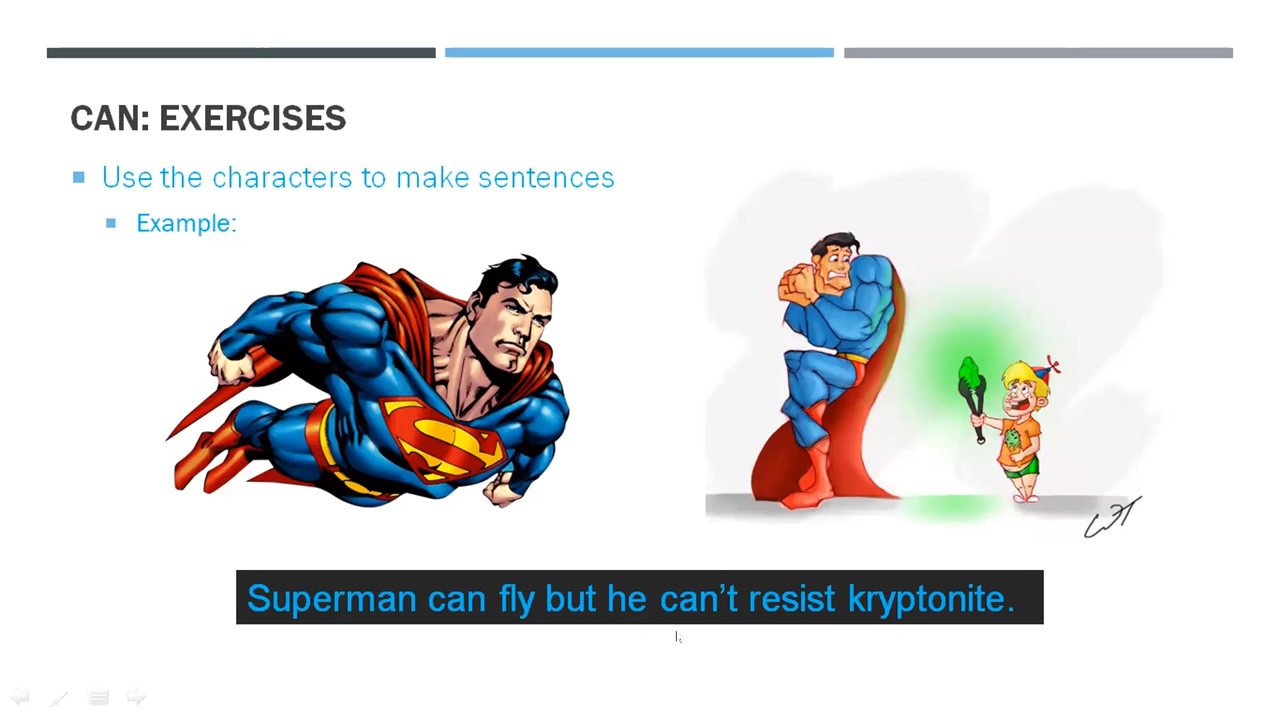 CAN: EXERCISES
Use the characters to make sentences
Example:
Superman can fly but he can’t resist kryptonite.